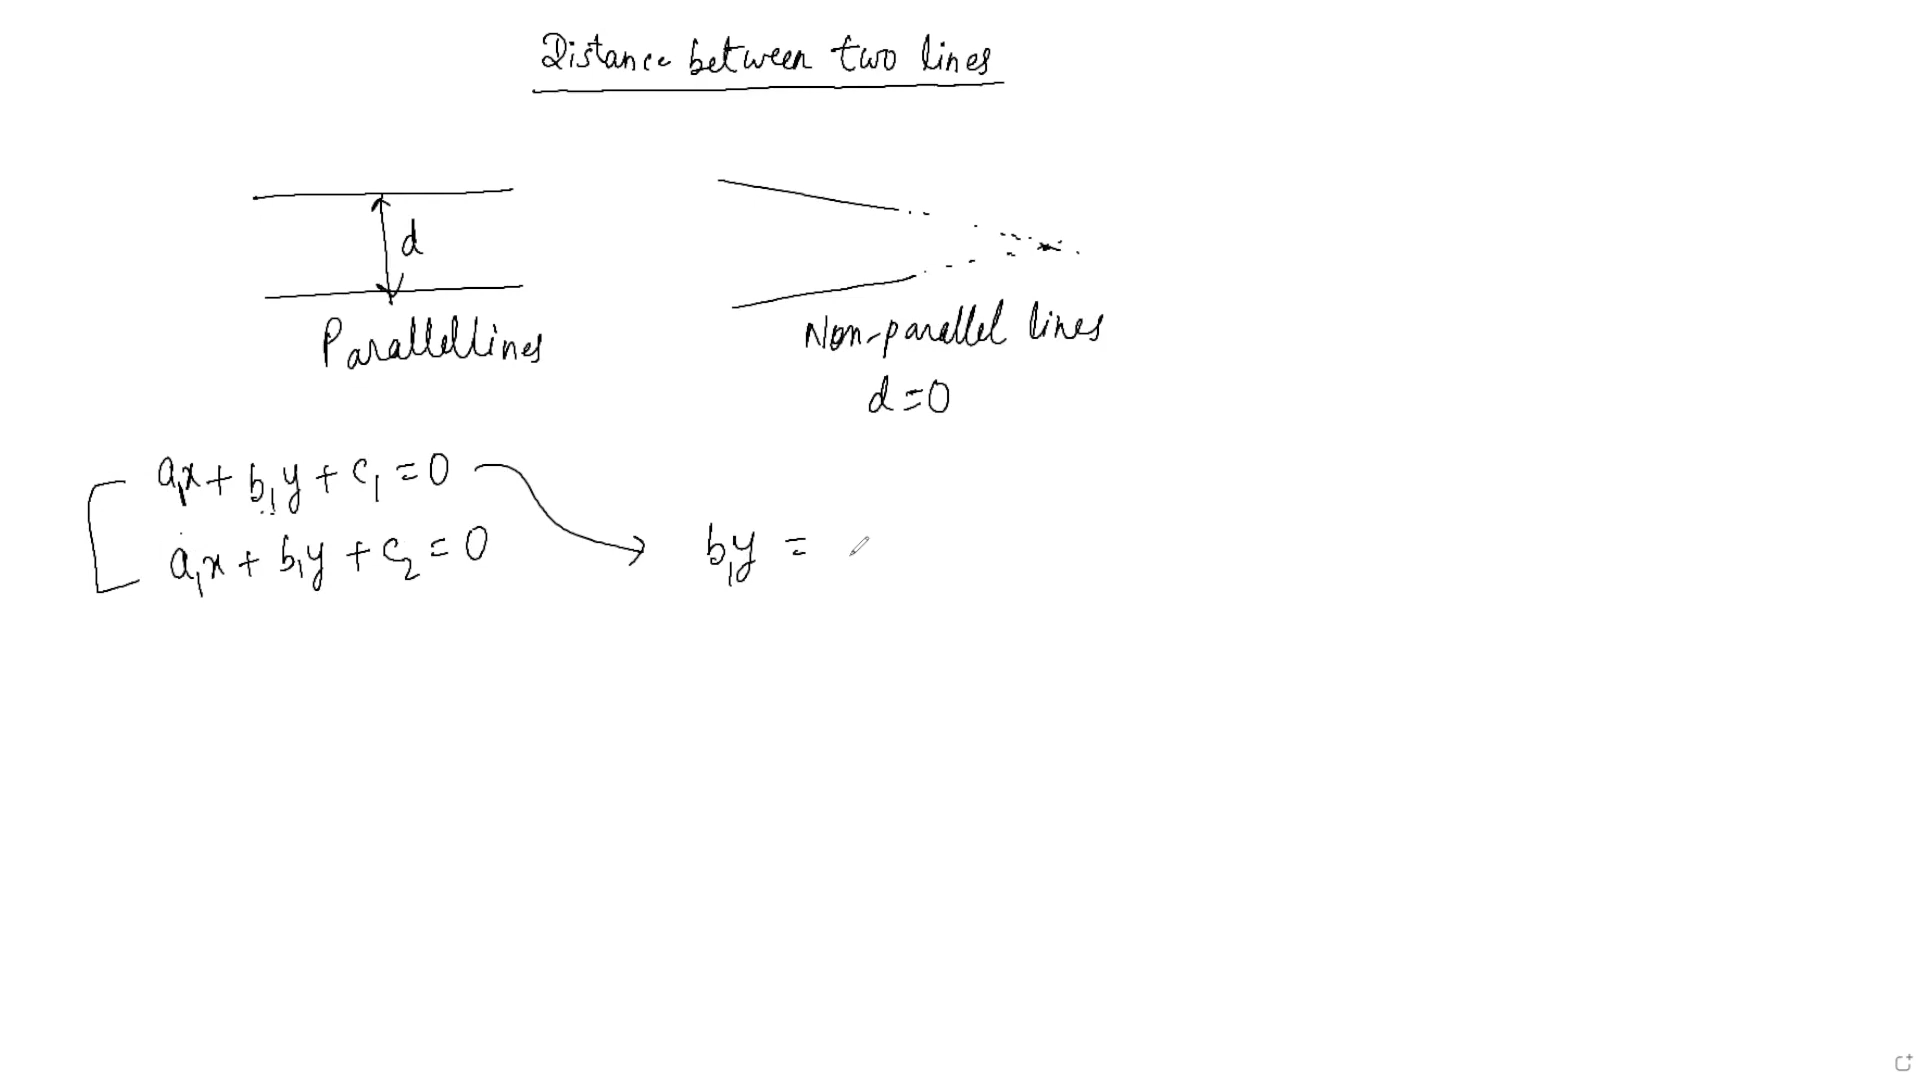 Distance between two lines
d
Parallel lines
Non-parallel lines
d = 0
a₁x + b₁y + c₁ = 0
a₁x + b₁y + c₂ = 0
b₁y =